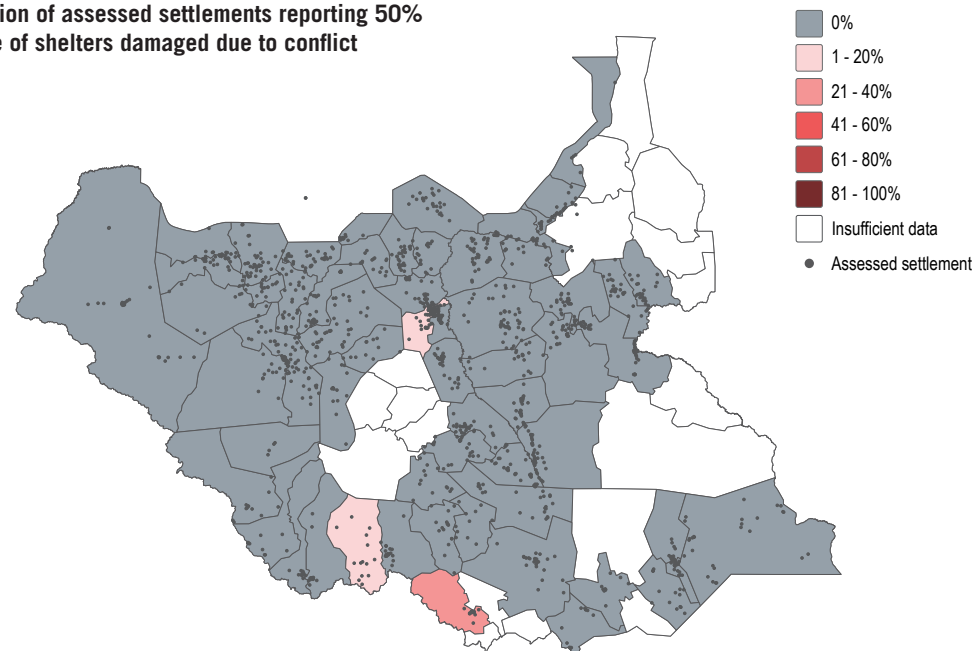 ion of assessed settlements reporting 50%
e of shelters damaged due to conflict
0%
1 - 20%
21 - 40%
41 - 60%
61 - 80%
81 - 100%
Insufficient data
Assessed settlement